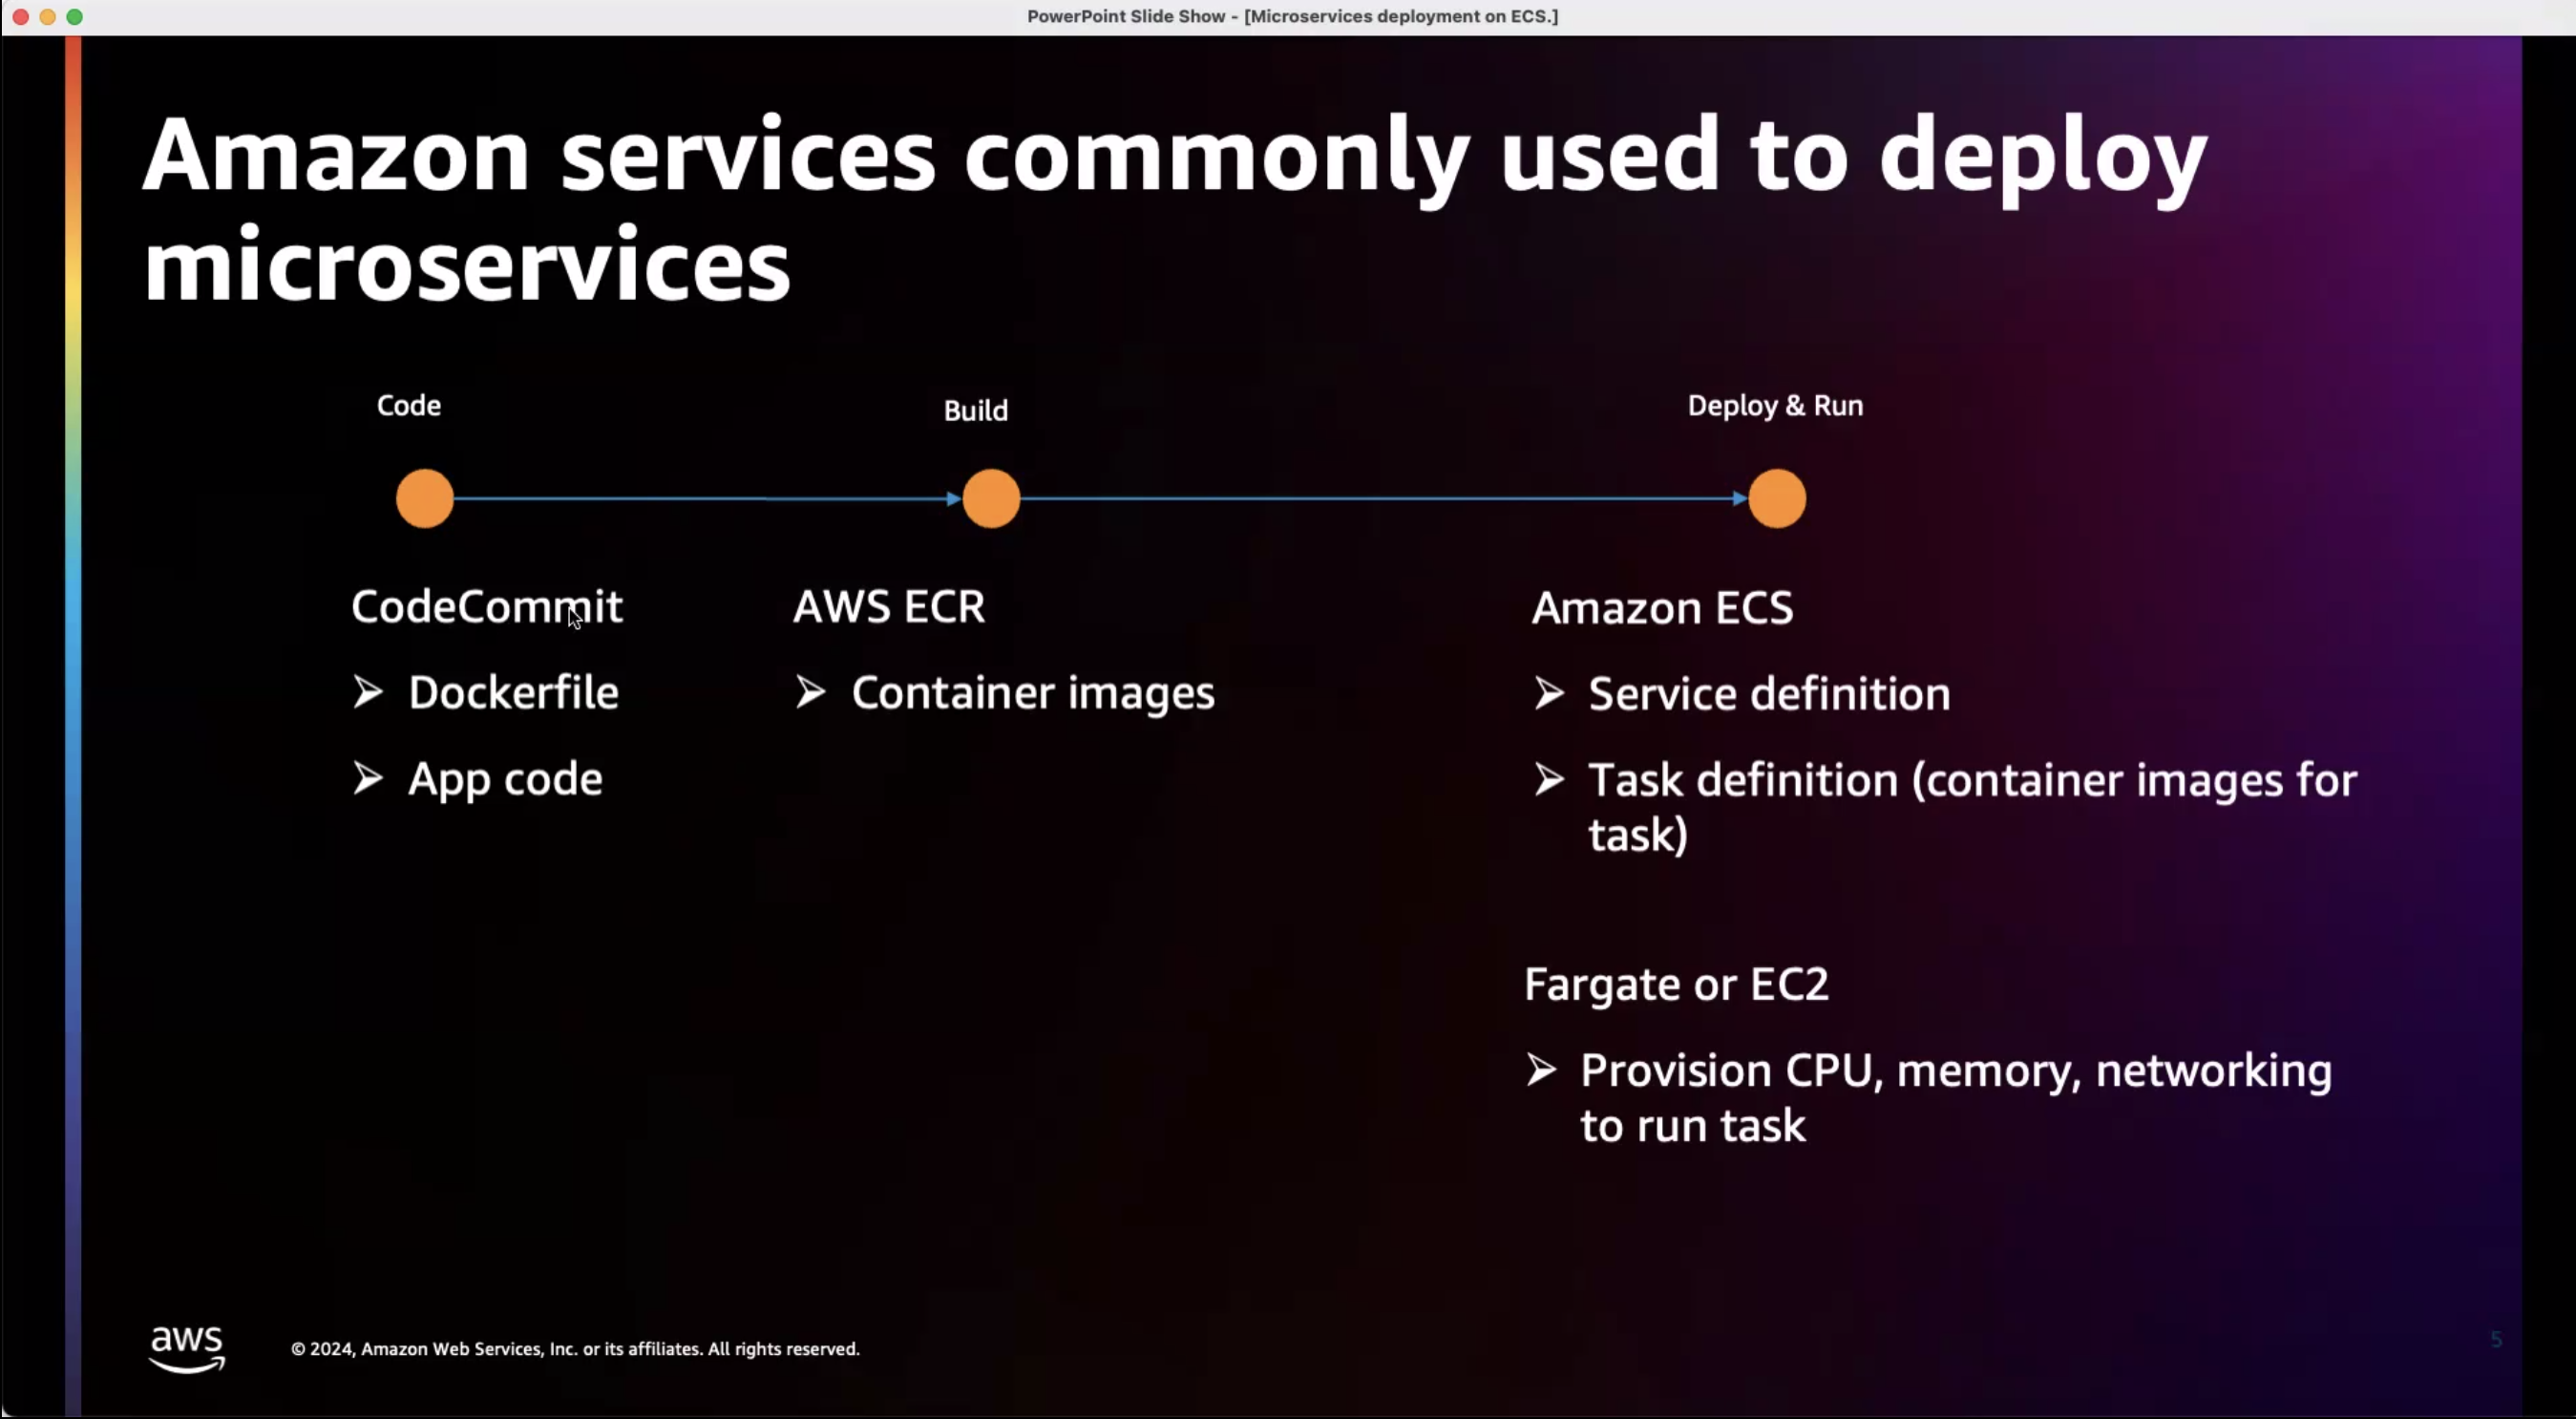 PowerPoint Slide Show - [Microservices deployment on ECS.]
Amazon services commonly used to deploy
microservices
Code
Build
Deploy & Run
CodeCommit
➢ Dockerfile
➢ App code
AWS ECR
➢ Container images
Amazon ECS
➢ Service definition
➢ Task definition (container images for
task)
Fargate or EC2
➢ Provision CPU, memory, networking
to run task
aws
© 2024, Amazon Web Services, Inc. or its affiliates. All rights reserved.
5